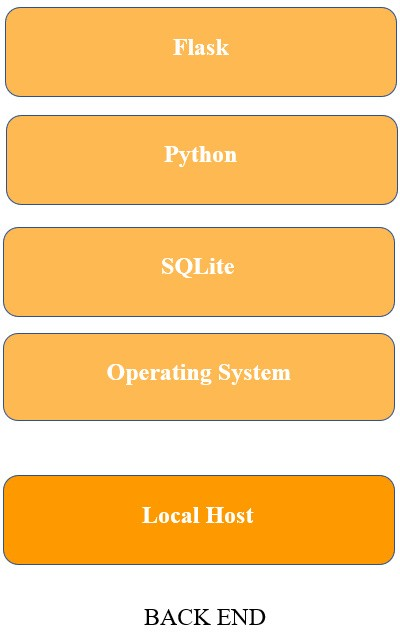 Flask
Python
SQLite
Operating System
Local Host
BACK END